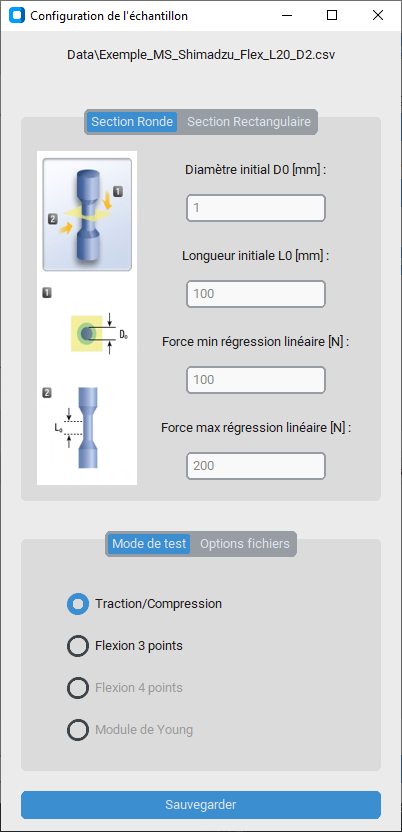 Configuration de l'échantillon
Data\Exemple_MS_Shimadzu_Flex_L20_D2.csv
Section Ronde Section Rectangulaire
1
2
1
D₀
2
L₀
Diamètre initial D0 [mm] :
1
Longueur initiale L0 [mm] :
100
Force min régression linéaire [N] :
100
Force max régression linéaire [N] :
200
Mode de test Options fichiers
Traction/Compression
Flexion 3 points
Flexion 4 points
Module de Young
Sauvegarder